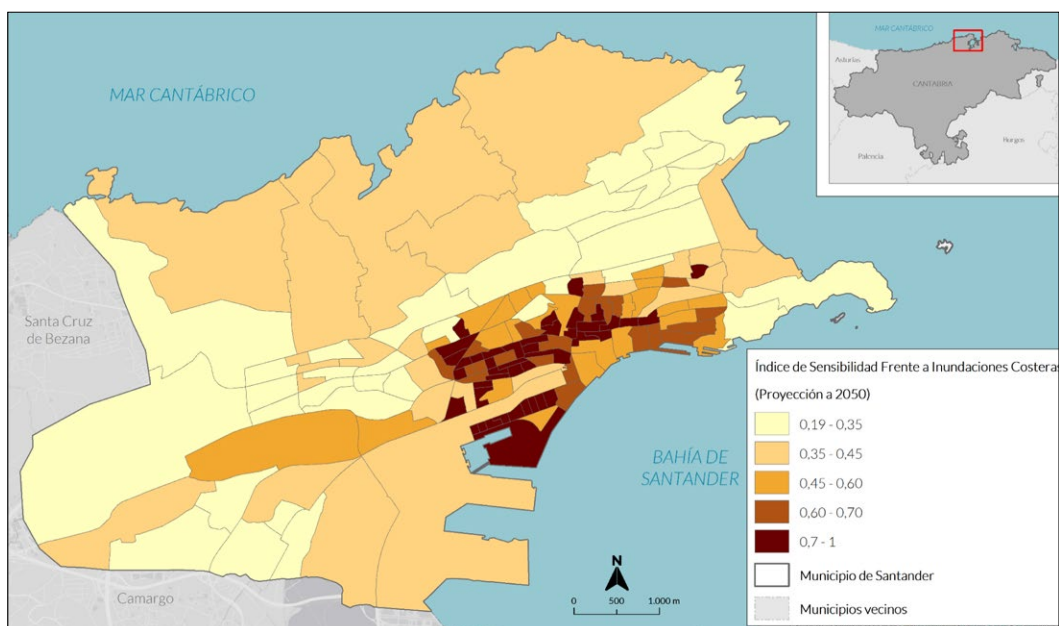 MAR CANTÁBRICO
MAR CANTÁBRICO
Asturias
CANTABRIA
Palencia
Burgos
Santa Cruz
de Bezana
BAHÍA DE
SANTANDER
Camargo
N
0 500 1.000 m
Índice de Sensibilidad Frente a Inundaciones Costeras
(Proyección a 2050)
0,19 - 0,35
0,35 - 0,45
0,45 - 0,60
0,60 - 0,70
0,7 - 1
Municipio de Santander
Municipios vecinos